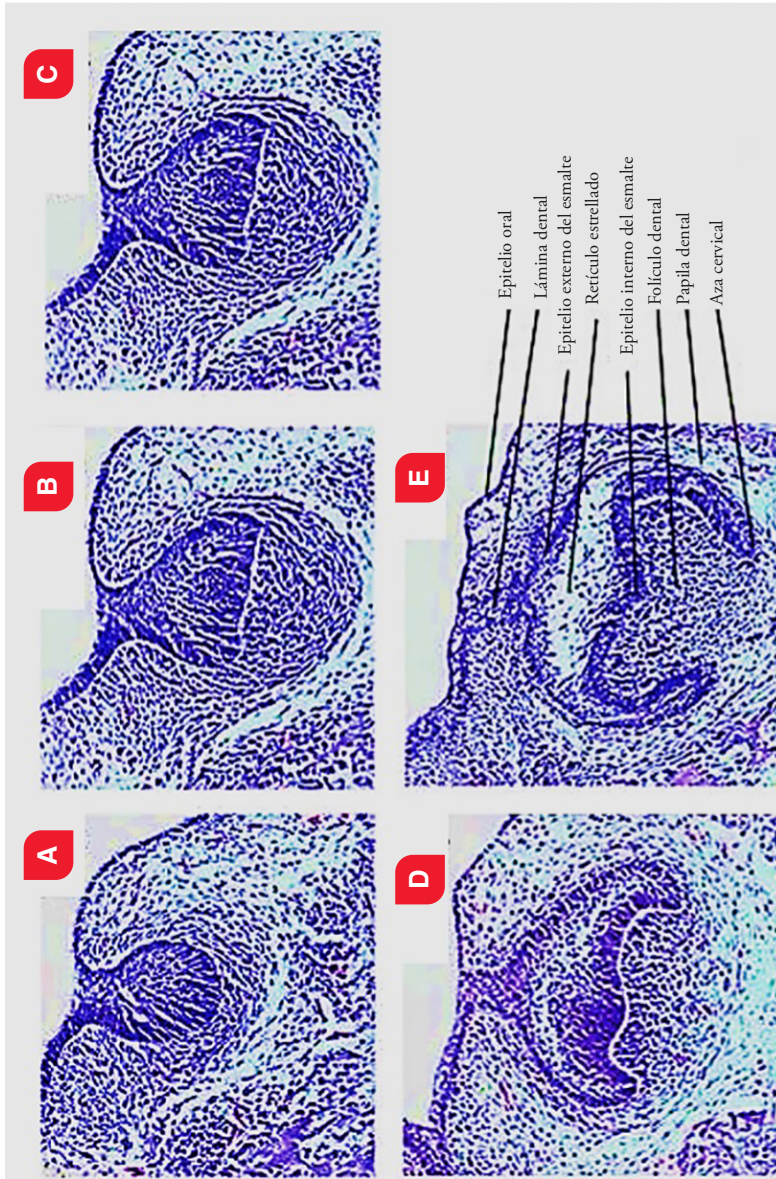 A
B
C
D
E
Epitelio oral
Lámina dental
Epitelio externo del esmalte
Retículo estrellado
Epitelio interno del esmalte
Folículo dental
Papila dental
Aza cervical